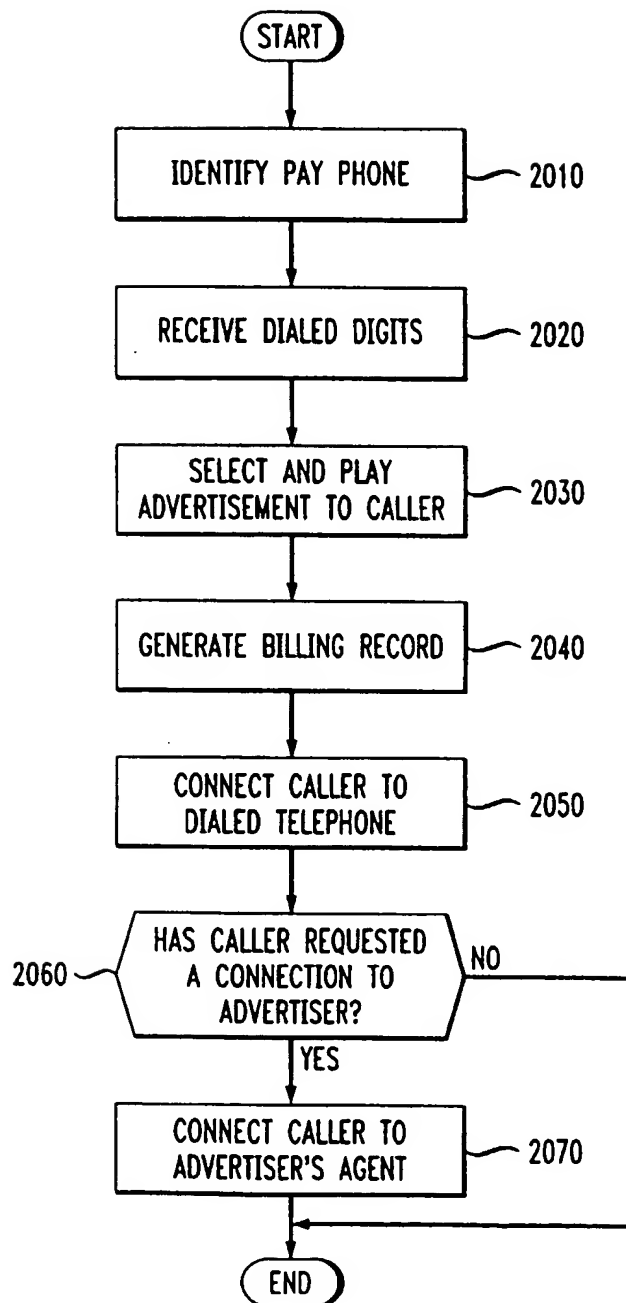 START
IDENTIFY PAY PHONE
2010
RECEIVE DIALED DIGITS
2020
SELECT AND PLAY
ADVERTISEMENT TO CALLER
2030
GENERATE BILLING RECORD
2040
CONNECT CALLER TO
DIALED TELEPHONE
2050
HAS CALLER REQUESTED
A CONNECTION TO
ADVERTISER?
2060
NO
YES
CONNECT CALLER TO
ADVERTISER'S AGENT
2070
END